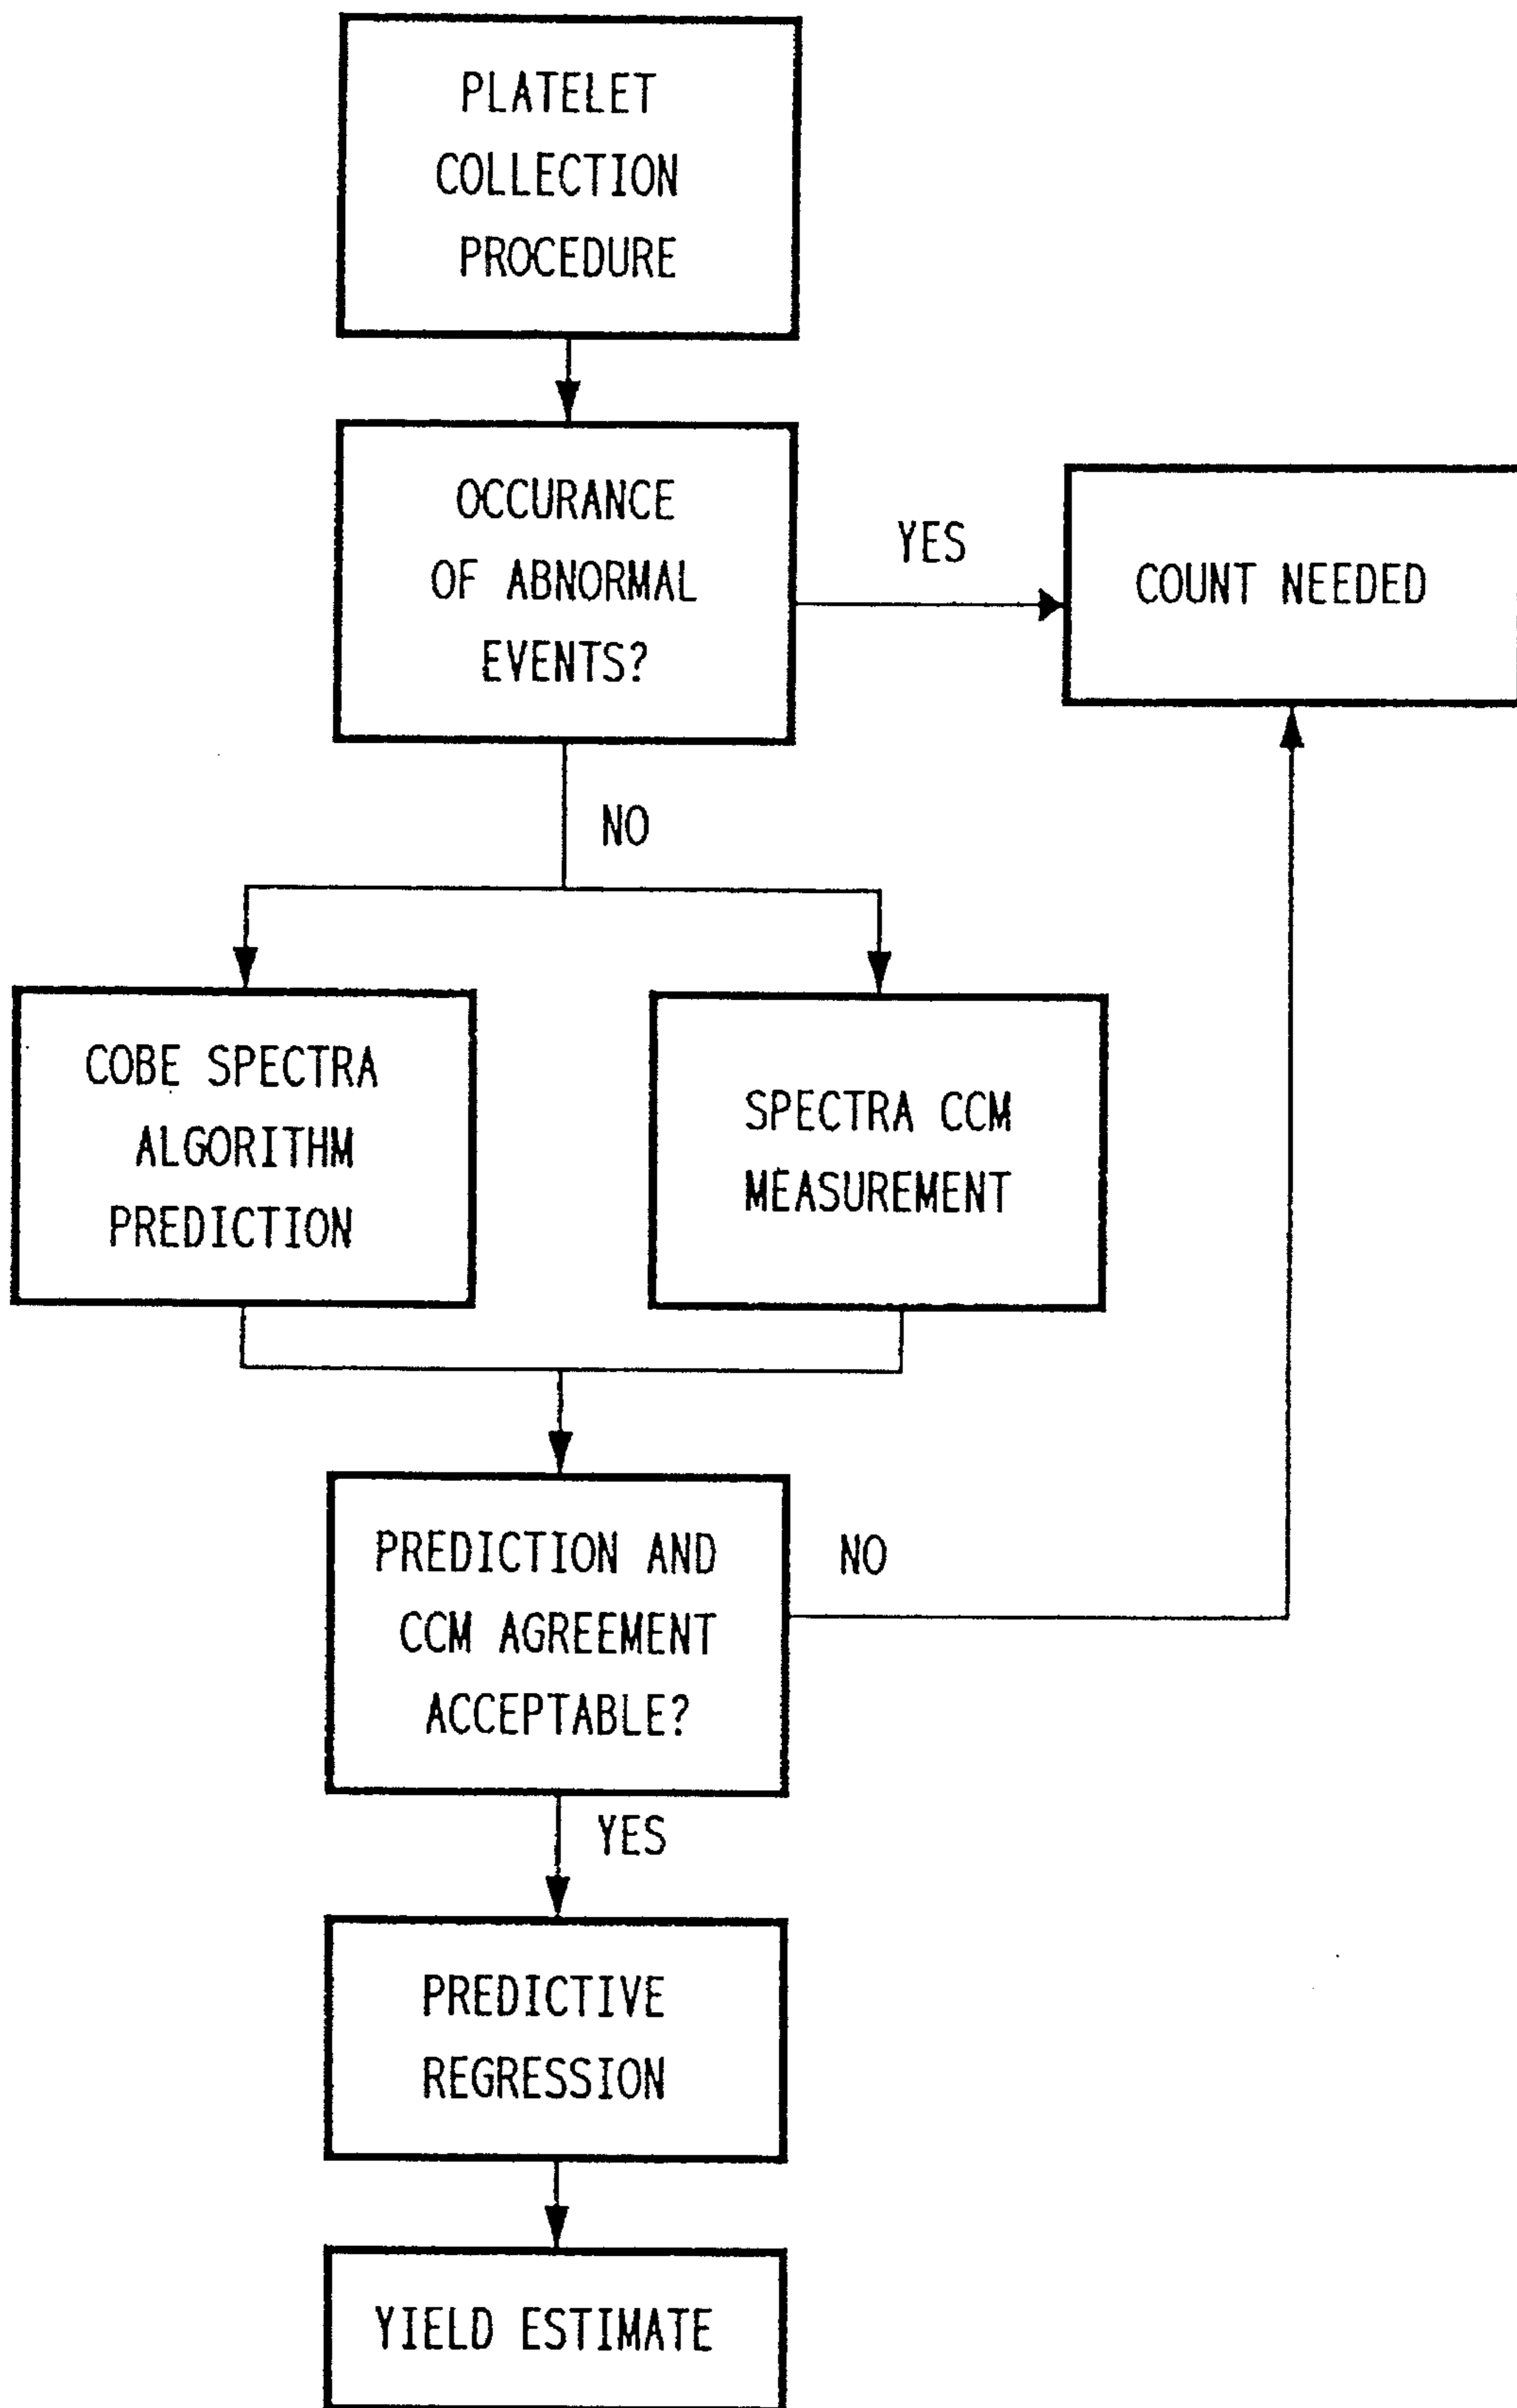 PLATELET
COLLECTION
PROCEDURE
OCCURANCE
OF ABNORMAL
EVENTS?
YES
COUNT NEEDED
NO
COBE SPECTRA
ALGORITHM
PREDICTION
SPECTRA CCM
MEASUREMENT
PREDICTION AND
CCM AGREEMENT
ACCEPTABLE?
NO
YES
PREDICTIVE
REGRESSION
YIELD ESTIMATE